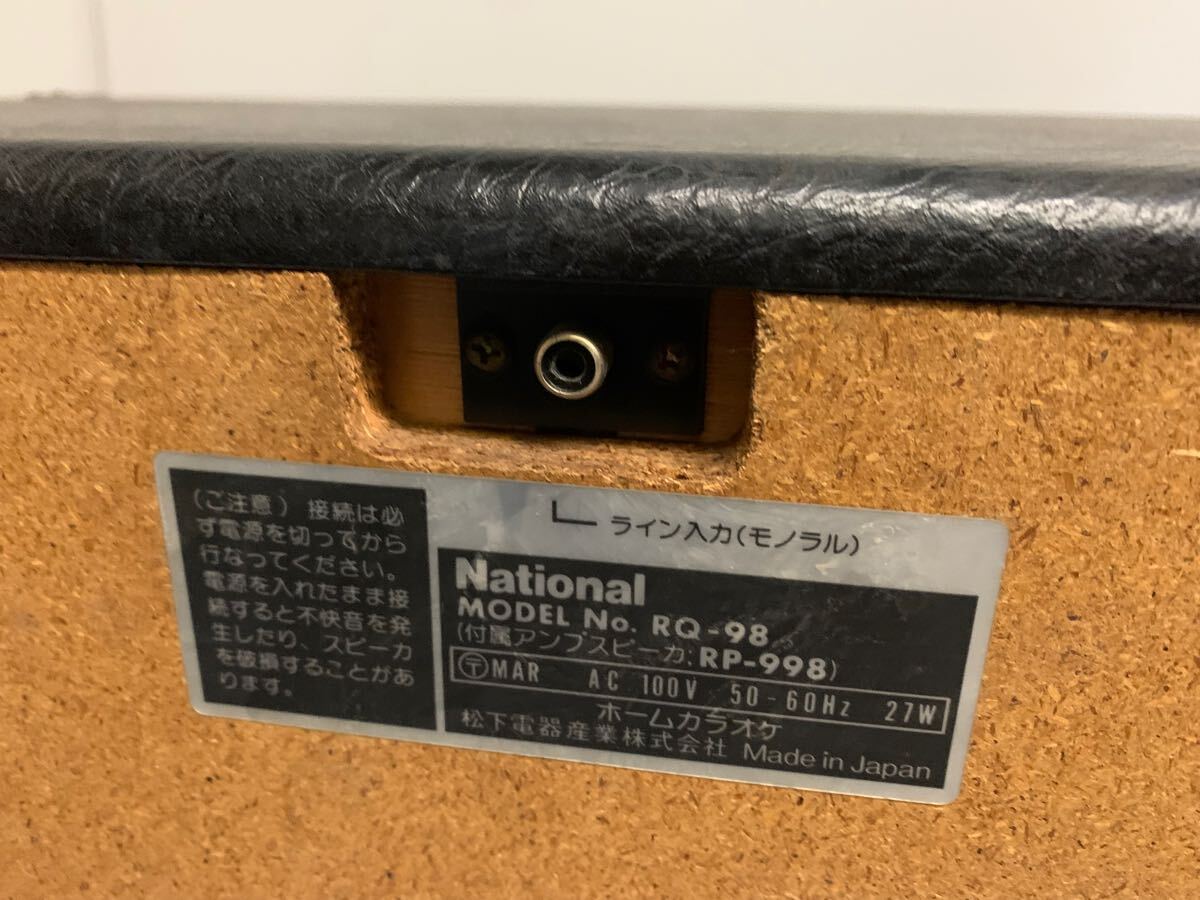 (ご注意) 接続は必
ず電源を切ってから
行なってください。
電源を入れたまま接
続すると不快音を発
生したり、スピーカ
を破損することがあ
ります。
ライン入力(モノラル)
National
MODEL No. RQ-98
(付属アンプスピーカ: RP-998)
〒MAR AC 100V 50-60Hz 27W
ホームカラオケ
松下電器産業株式会社 Made in Japan